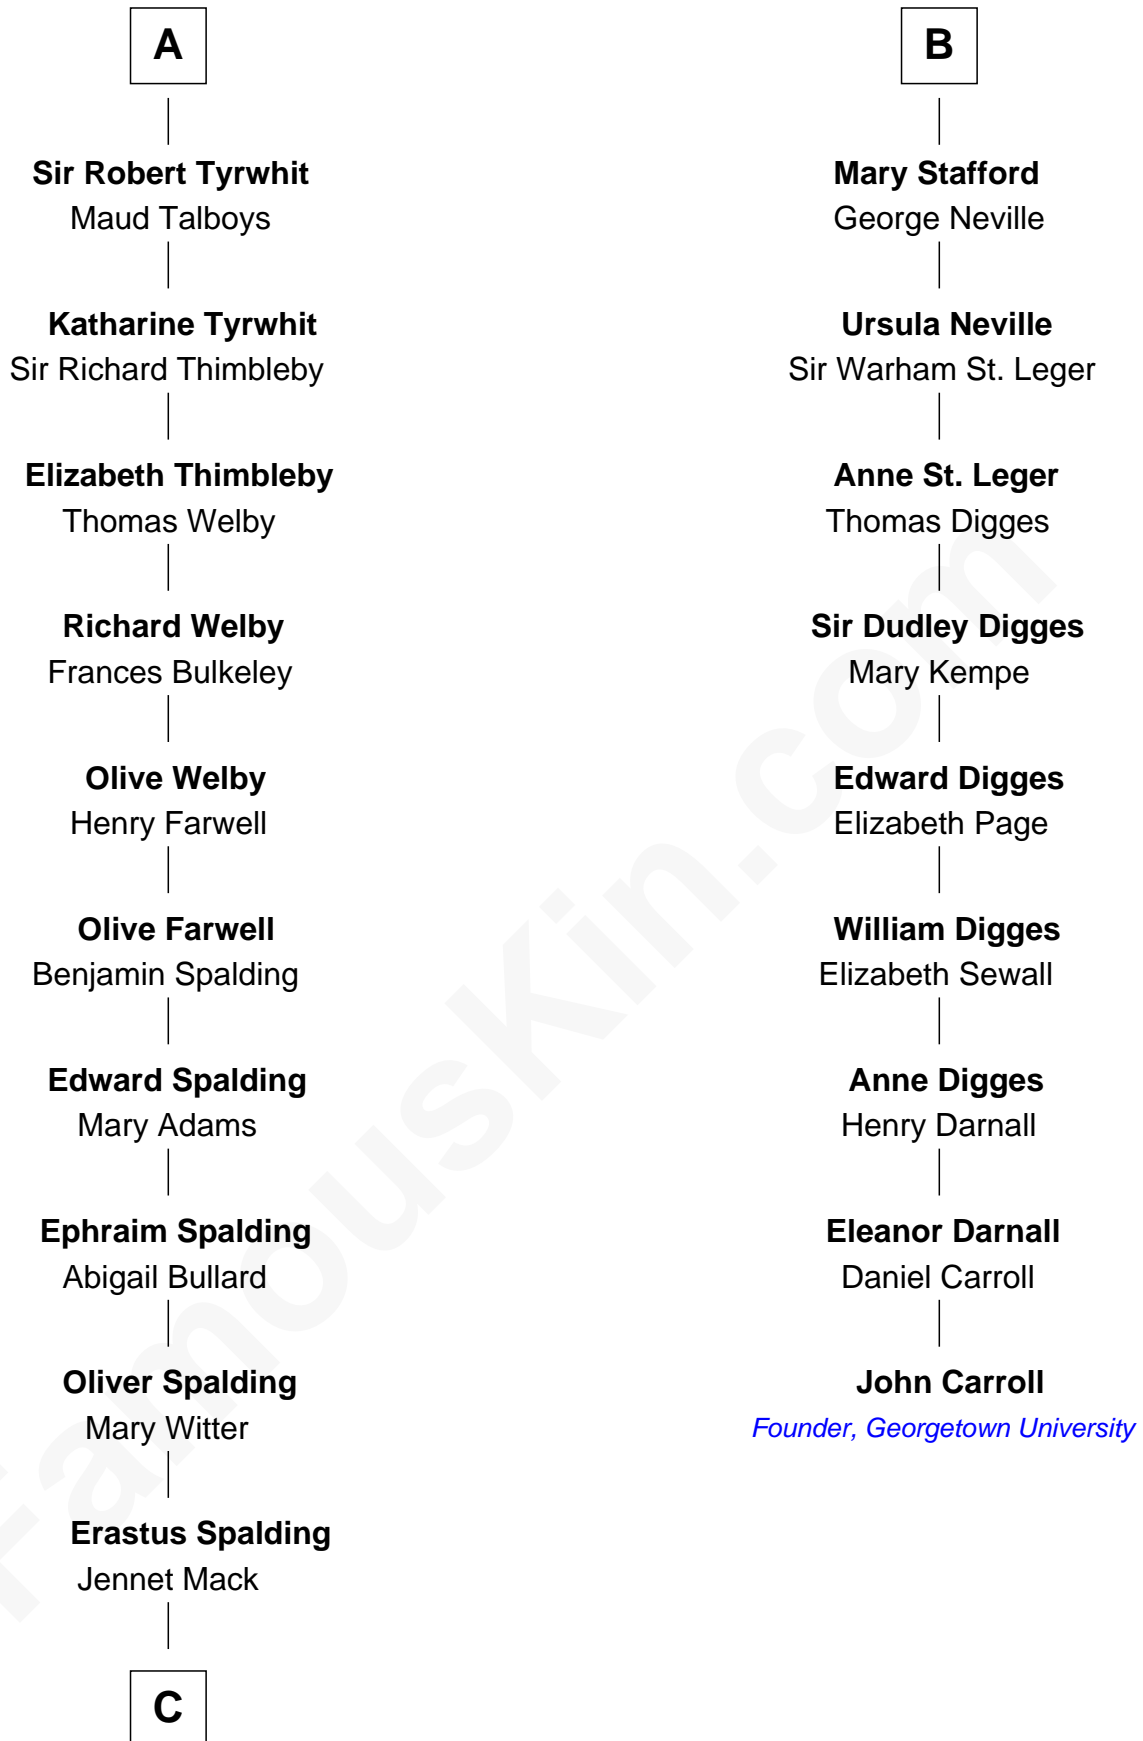 A
Sir Robert Tyrwhit
Maud Talboys
Katharine Tyrwhit
Sir Richard Thimbleby
Elizabeth Thimbleby
Thomas Welby
Richard Welby
Frances Bulkeley
Olive Welby
Henry Farwell
Olive Farwell
Benjamin Spalding
Edward Spalding
Mary Adams
Ephraim Spalding
Abigail Bullard
Oliver Spalding
Mary Witter
Erastus Spalding
Jennet Mack
C
B
Mary Stafford
George Neville
Ursula Neville
Sir Warham St. Leger
Anne St. Leger
Thomas Digges
Sir Dudley Digges
Mary Kempe
Edward Digges
Elizabeth Page
William Digges
Elizabeth Sewall
Anne Digges
Henry Darnall
Eleanor Darnall
Daniel Carroll
John Carroll
Founder, Georgetown University
FamousKin.com